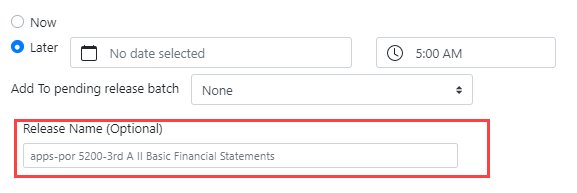 Now
Later No date selected 5:00 AM
Add To pending release batch None
Release Name (Optional)
apps-por 5200-3rd A II Basic Financial Statements